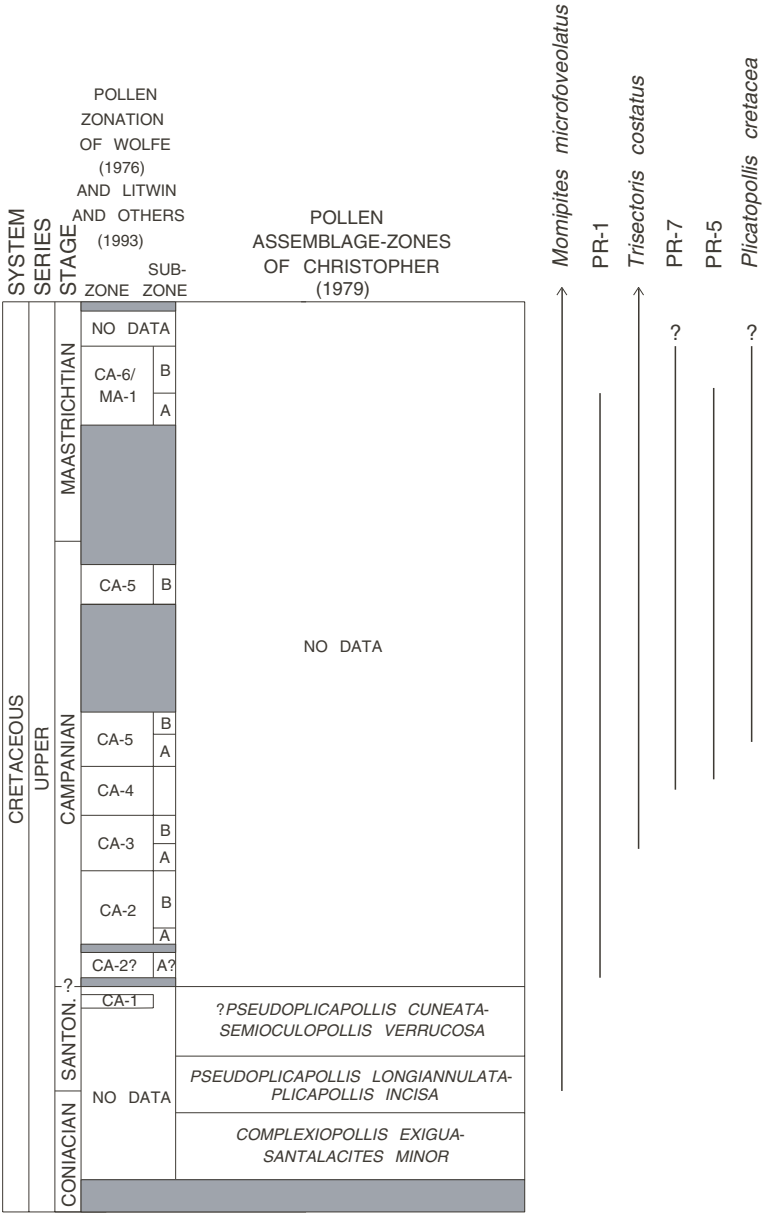 POLLEN
ZONATION
OF WOLFE
(1976)
AND LITWIN
AND OTHERS
(1993)
SUB-
ZONE ZONE
SYSTEM
SERIES
STAGE
POLLEN
ASSEMBLAGE-ZONES
OF CHRISTOPHER
(1979)
Momipites microfoveolatus
PR-1
Trisectoris costatus
PR-7
PR-5
Plicatopollis cretacea
CRETACEOUS
UPPER
MAASTRICHTIAN
CAMPANIAN
?
SANTON.
CONIACIAN
NO DATA
CA-6/
MA-1
B
A
CA-5 B
CA-5
B
A
CA-4
CA-3
B
A
CA-2
B
A
CA-2? A?
CA-1
NO DATA
NO DATA
?PSEUDOPLICAPOLLIS CUNEATA-
SEMIOCULOPOLLIS VERRUCOSA
PSEUDOPLICAPOLLIS LONGIANNULATA-
PLICAPOLLIS INCISA
COMPLEXIOPOLLIS EXIGUA-
SANTALACITES MINOR
? ?